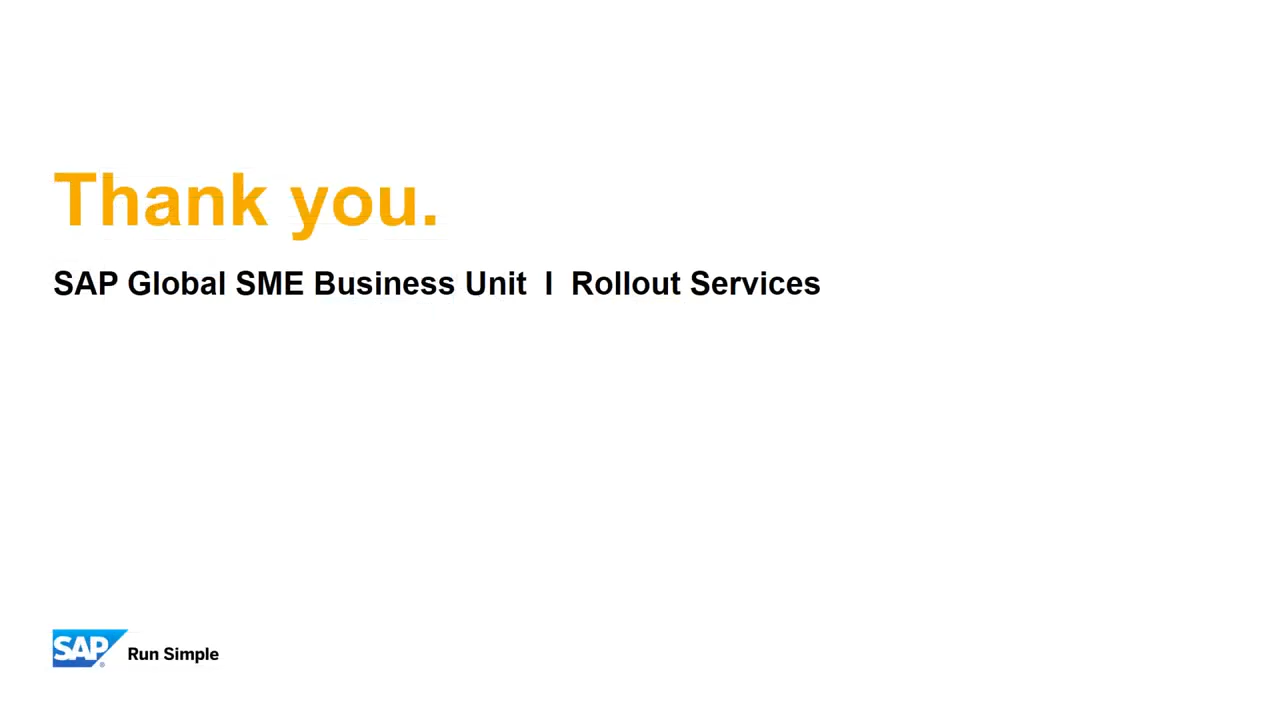 Thank you.
SAP Global SME Business Unit I Rollout Services
SAP® Run Simple